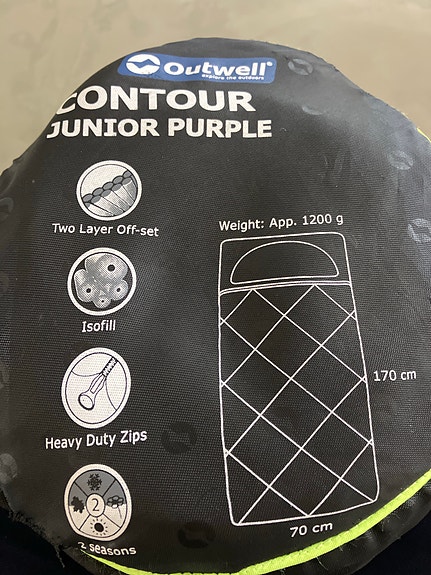 Outwell
explore the outdoors
CONTOUR
JUNIOR PURPLE
Two Layer Off-set
Weight: App. 1200 g
Isofill
170 cm
Heavy Duty Zips
2
2 seasons
70 cm